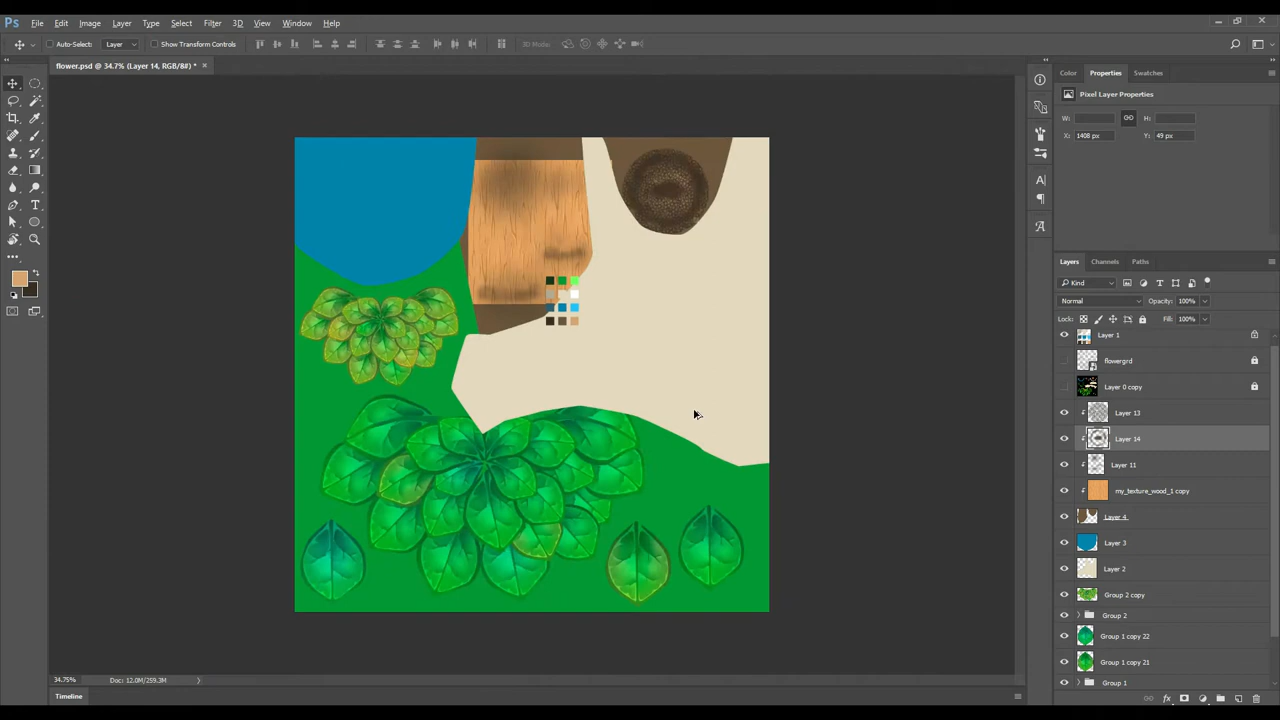 Ps File Edit Image Layer Type Select Filter 3D View Window Help
Auto-Select: Layer Show Transform Controls 3D Mode:
flower.psd @ 34.7% (Layer 14, RGB/8#) * ×
Color Properties Swatches
Pixel Layer Properties
W: H:
X: 1408 px Y: 49 px
Layers Channels Paths
Kind
Normal Opacity: 100%
Lock: Fill: 100%
Layer 1
flowergrd
Layer 0 copy
Layer 13
Layer 14
Layer 11
my_texture_wood_1 copy
Layer 4
Layer 3
Layer 2
Group 2 copy
Group 2
Group 1 copy 22
Group 1 copy 21
Group 1
34.75% Doc: 12.0M/259.3M
Timeline